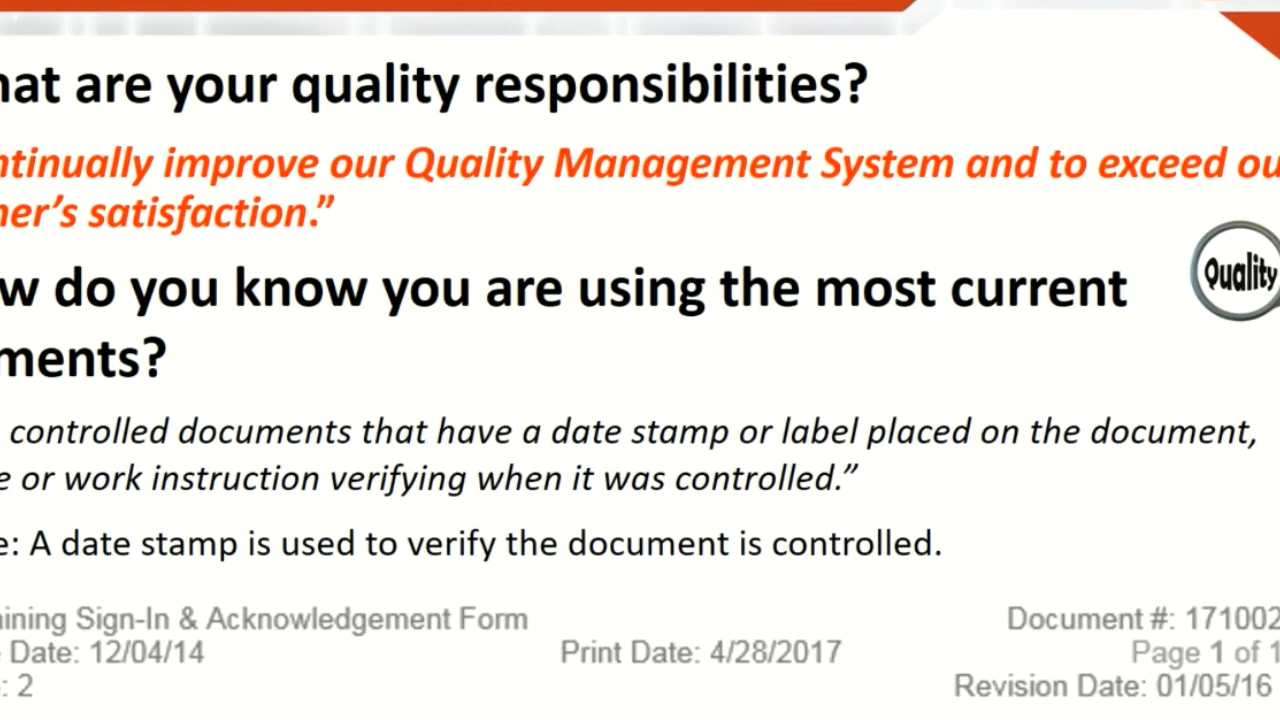 hat are your quality responsibilities?
ntinually improve our Quality Management System and to exceed ou
ner’s satisfaction.”
w do you know you are using the most current
Quality
ments?
controlled documents that have a date stamp or label placed on the document,
e or work instruction verifying when it was controlled.”
e: A date stamp is used to verify the document is controlled.
ining Sign-In & Acknowledgement Form Document #: 171002
Date: 12/04/14 Print Date: 4/28/2017 Page 1 of 1
: 2 Revision Date: 01/05/16